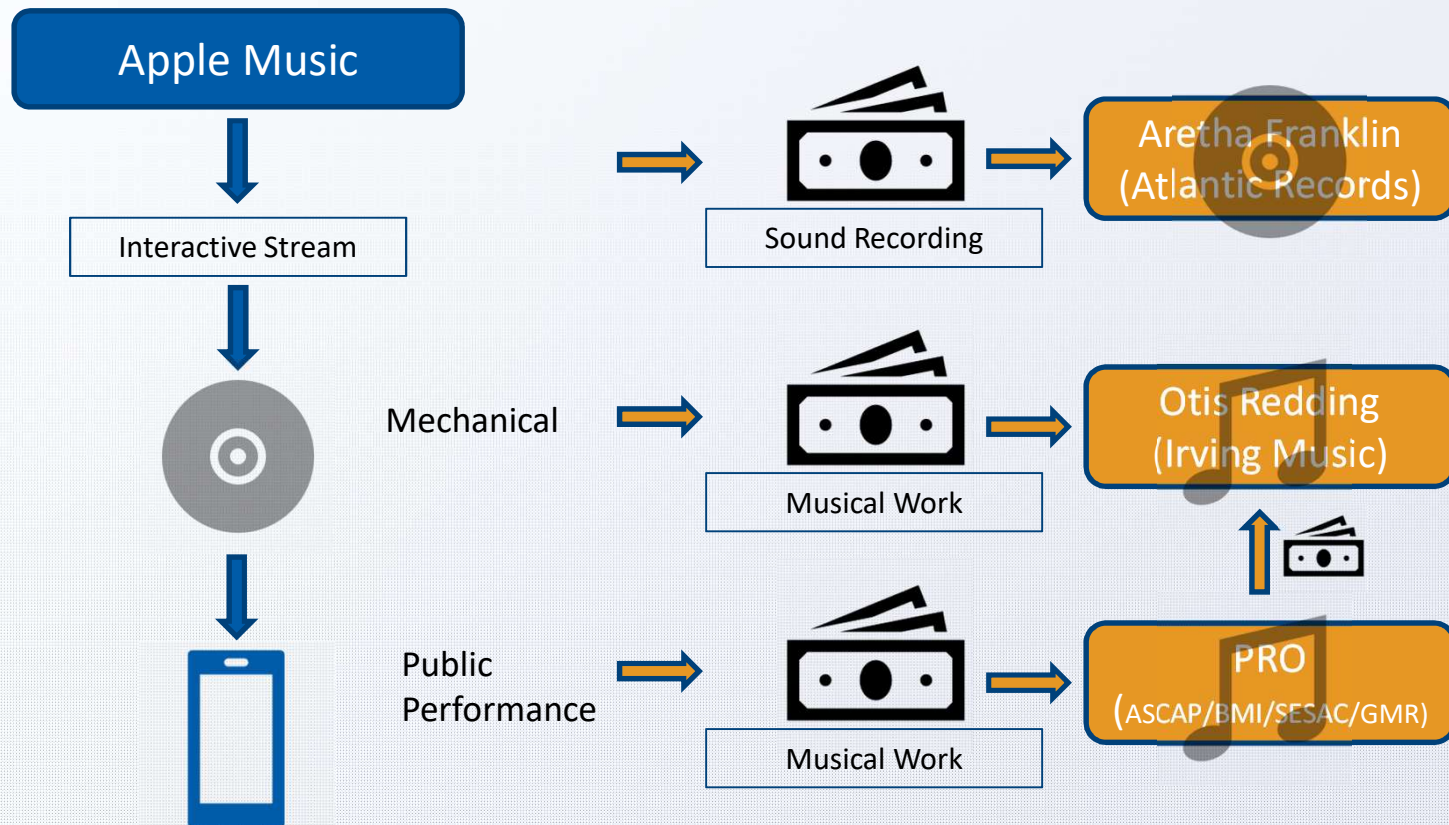 Apple Music
Interactive Stream
Sound Recording
Aretha Franklin
(Atlantic Records)
Mechanical
Musical Work
Otis Redding
(Irving Music)
Public
Performance
Musical Work
PRO
(ASCAP/BMI/SESAC/GMR)